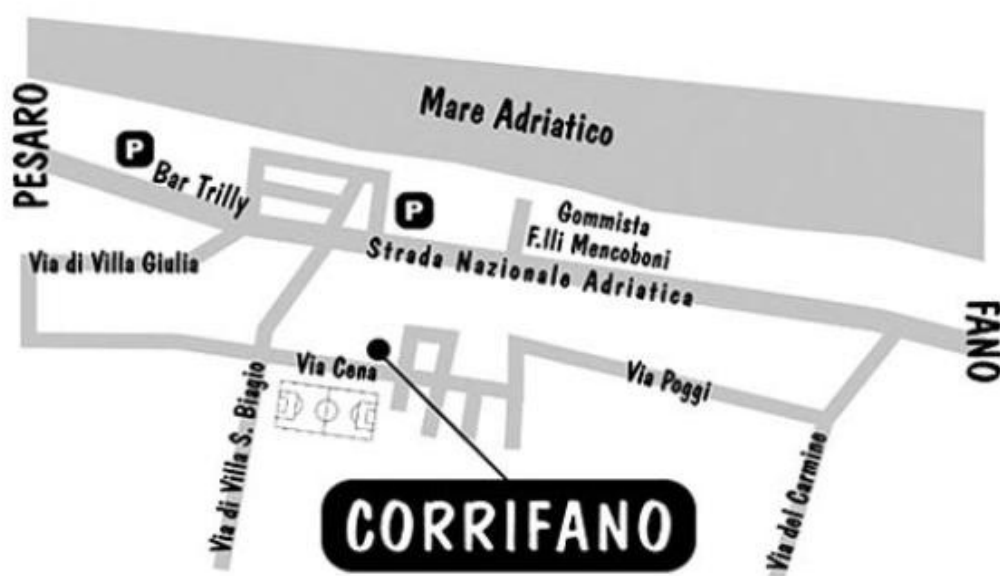 Mare Adriatico
PESARO
P
Bar Trilly
P
Gommista
F.lli Mencoboni
Strada Nazionale Adriatica
Via di Villa Giulia
FANO
Via Cena
Via Poggi
Via di Villa S. Biagio
Via del Carmine
CORRIFANO